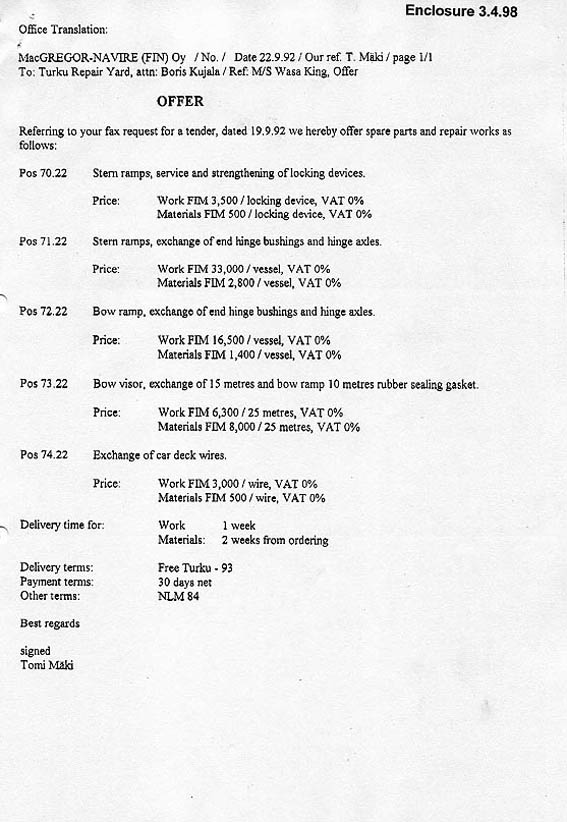 Enclosure 3.4.98
Office Translation:
MacGREGOR-NAVIRE (FIN) Oy / No. / Date 22.9.92 / Our ref. T. Mäki / page 1/1
To: Turku Repair Yard, attn: Boris Kujala / Ref: M/S Wasa King, Offer
OFFER
Referring to your fax request for a tender, dated 19.9.92 we hereby offer spare parts and repair works as
follows:
Pos 70.22 Stern ramps, service and strengthening of locking devices.
Price: Work FIM 3,500 / locking device, VAT 0%
Materials FIM 500 / locking device, VAT 0%
Pos 71.22 Stern ramps, exchange of end hinge bushings and hinge axles.
Price: Work FIM 33,000 / vessel, VAT 0%
Materials FIM 2,800 / vessel, VAT 0%
Pos 72.22 Bow ramp, exchange of end hinge bushings and hinge axles.
Price: Work FIM 16,500 / vessel, VAT 0%
Materials FIM 1,400 / vessel, VAT 0%
Pos 73.22 Bow visor, exchange of 15 metres and bow ramp 10 metres rubber sealing gasket.
Price: Work FIM 6,300 / 25 metres, VAT 0%
Materials FIM 8,000 / 25 metres, VAT 0%
Pos 74.22 Exchange of car deck wires.
Price: Work FIM 3,000 / wire, VAT 0%
Materials FIM 500 / wire, VAT 0%
Delivery time for: Work 1 week
Materials: 2 weeks from ordering
Delivery terms: Free Turku - 93
Payment terms: 30 days net
Other terms: NLM 84
Best regards
signed
Tomi Mäki